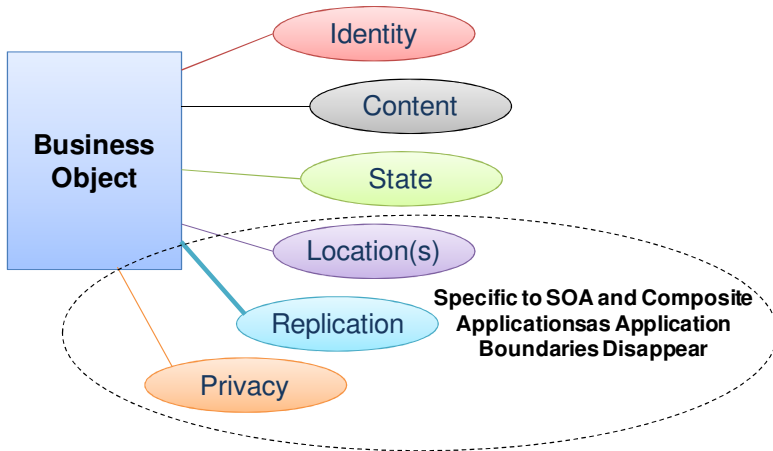 Identity
Content
Business
Object
State
Location(s)
Replication
Specific to SOA and Composite
Applicationsas Application
Boundaries Disappear
Privacy